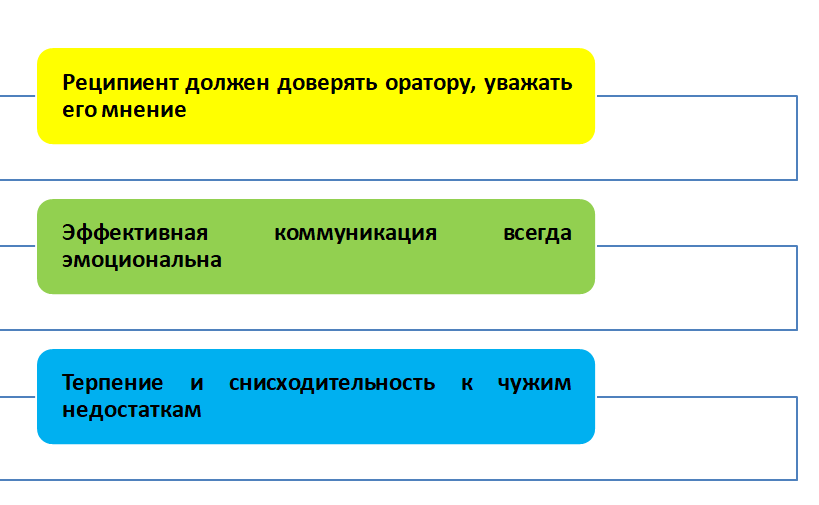 Реципиент должен доверять оратору, уважать
его мнение
Эффективная коммуникация всегда
эмоциональна
Терпение и снисходительность к чужим
недостаткам